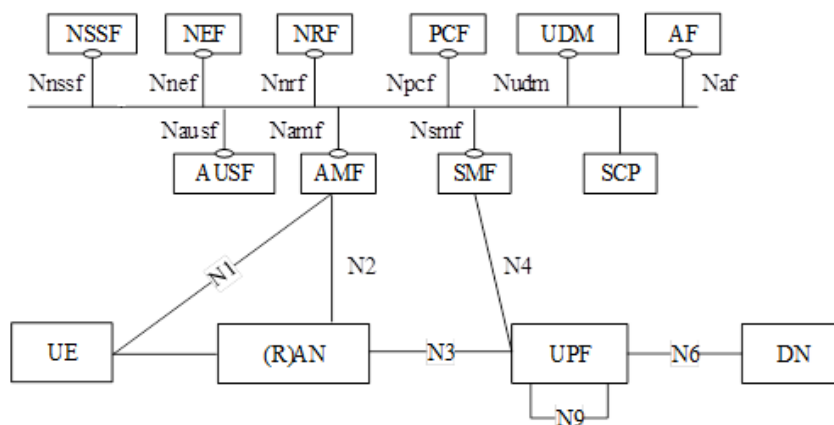 NSSF NEF NRF PCF UDM AF
Nnssf Nnef Nnrf Npcf Nudm Naf
Nausf Namf Nsmf
AUSF AMF SMF SCP
N1 N2 N4
UE (R)AN N3 UPF N6 DN
N9